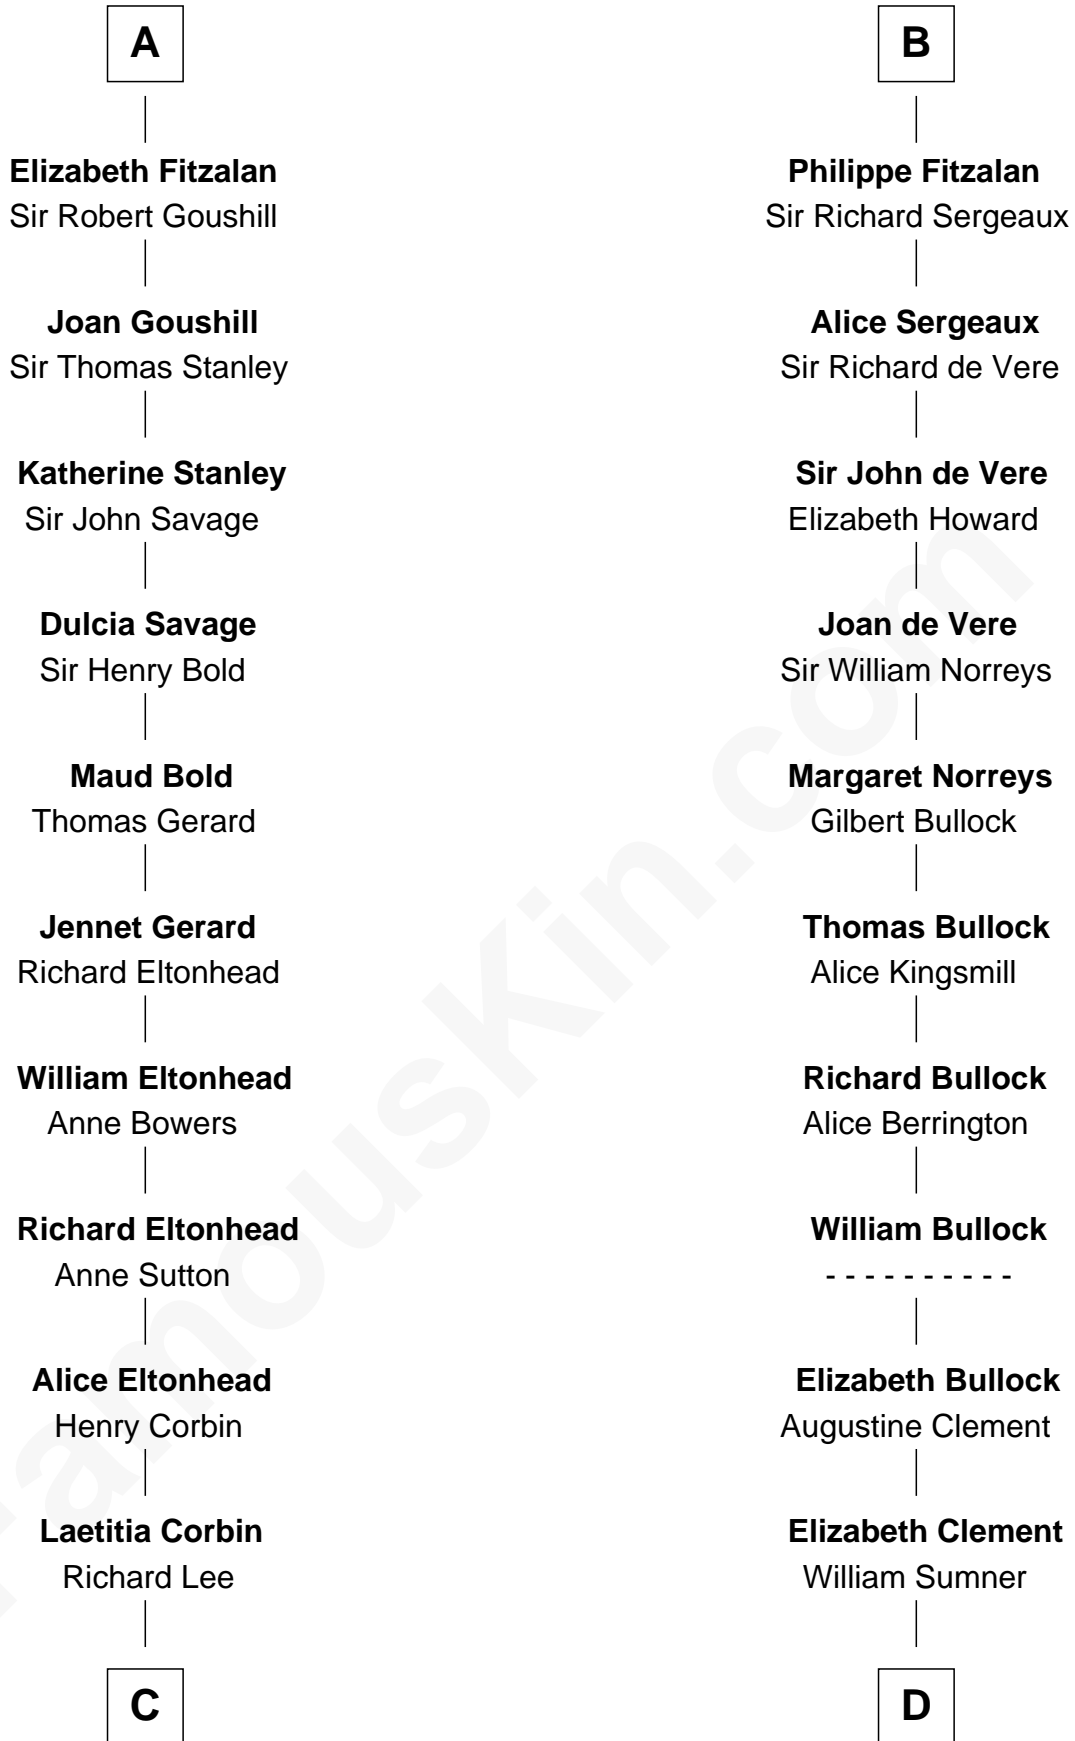 A
Elizabeth Fitzalan
Sir Robert Goushill
Joan Goushill
Sir Thomas Stanley
Katherine Stanley
Sir John Savage
Dulcia Savage
Sir Henry Bold
Maud Bold
Thomas Gerard
Jennet Gerard
Richard Eltonhead
William Eltonhead
Anne Bowers
Richard Eltonhead
Anne Sutton
Alice Eltonhead
Henry Corbin
Laetitia Corbin
Richard Lee
C
B
Philippe Fitzalan
Sir Richard Sergeaux
Alice Sergeaux
Sir Richard de Vere
Sir John de Vere
Elizabeth Howard
Joan de Vere
Sir William Norreys
Margaret Norreys
Gilbert Bullock
Thomas Bullock
Alice Kingsmill
Richard Bullock
Alice Berrington
William Bullock
- - - - - - - - - -
Elizabeth Bullock
Augustine Clement
Elizabeth Clement
William Sumner
D
FamousKin.com